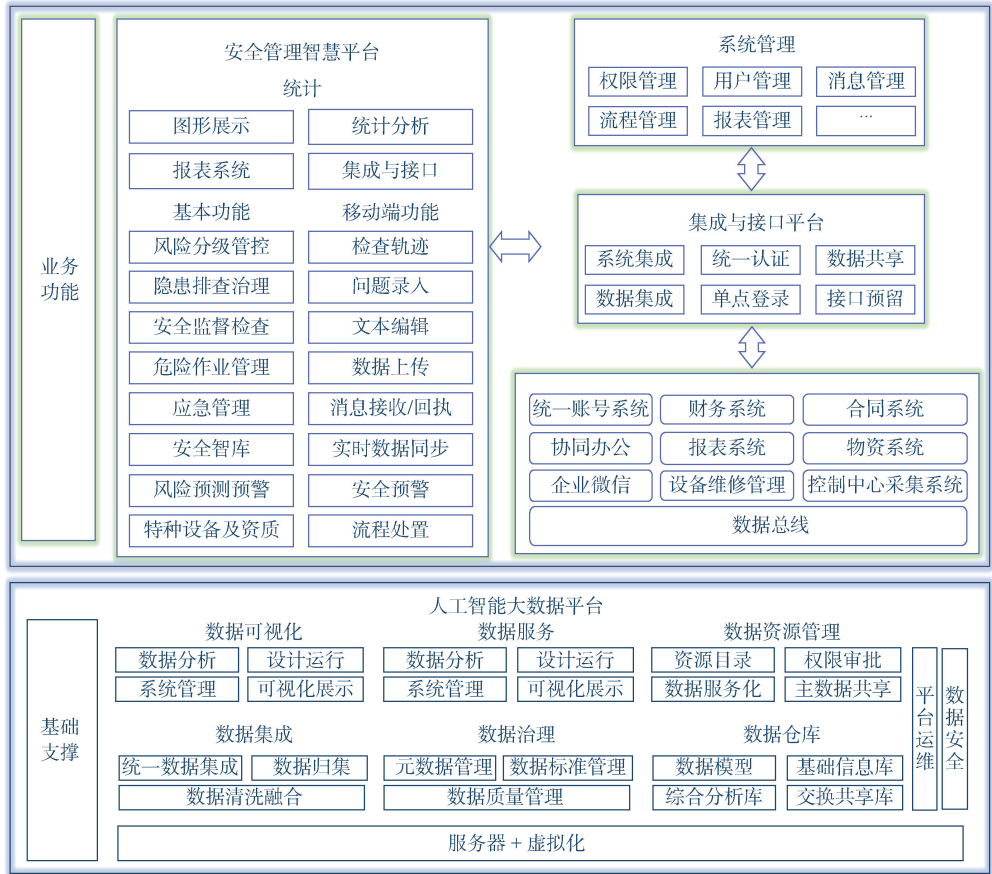 业务
功能
安全管理智慧平台
统计
图形展示
统计分析
报表系统
集成与接口
基本功能
移动端功能
风险分级管控
检查轨迹
隐患排查治理
问题录入
安全监督检查
文本编辑
危险作业管理
数据上传
应急管理
消息接收/回执
安全智库
实时数据同步
风险预测预警
安全预警
特种设备及资质
流程处置
系统管理
权限管理
用户管理
消息管理
流程管理
报表管理
…
集成与接口平台
系统集成
统一认证
数据共享
数据集成
单点登录
接口预留
统一账号系统
财务系统
合同系统
协同办公
报表系统
物资系统
企业微信
设备维修管理
控制中心采集系统
数据总线
基础
支撑
人工智能大数据平台
数据可视化
数据分析
设计运行
系统管理
可视化展示
数据服务
数据分析
设计运行
系统管理
可视化展示
数据资源管理
资源目录
权限审批
数据服务化
主数据共享
数据集成
统一数据集成
数据归集
数据清洗融合
数据治理
元数据管理
数据标准管理
数据质量管理
数据仓库
数据模型
基础信息库
综合分析库
交换共享库
平台运维
数据安全
服务器+虚拟化